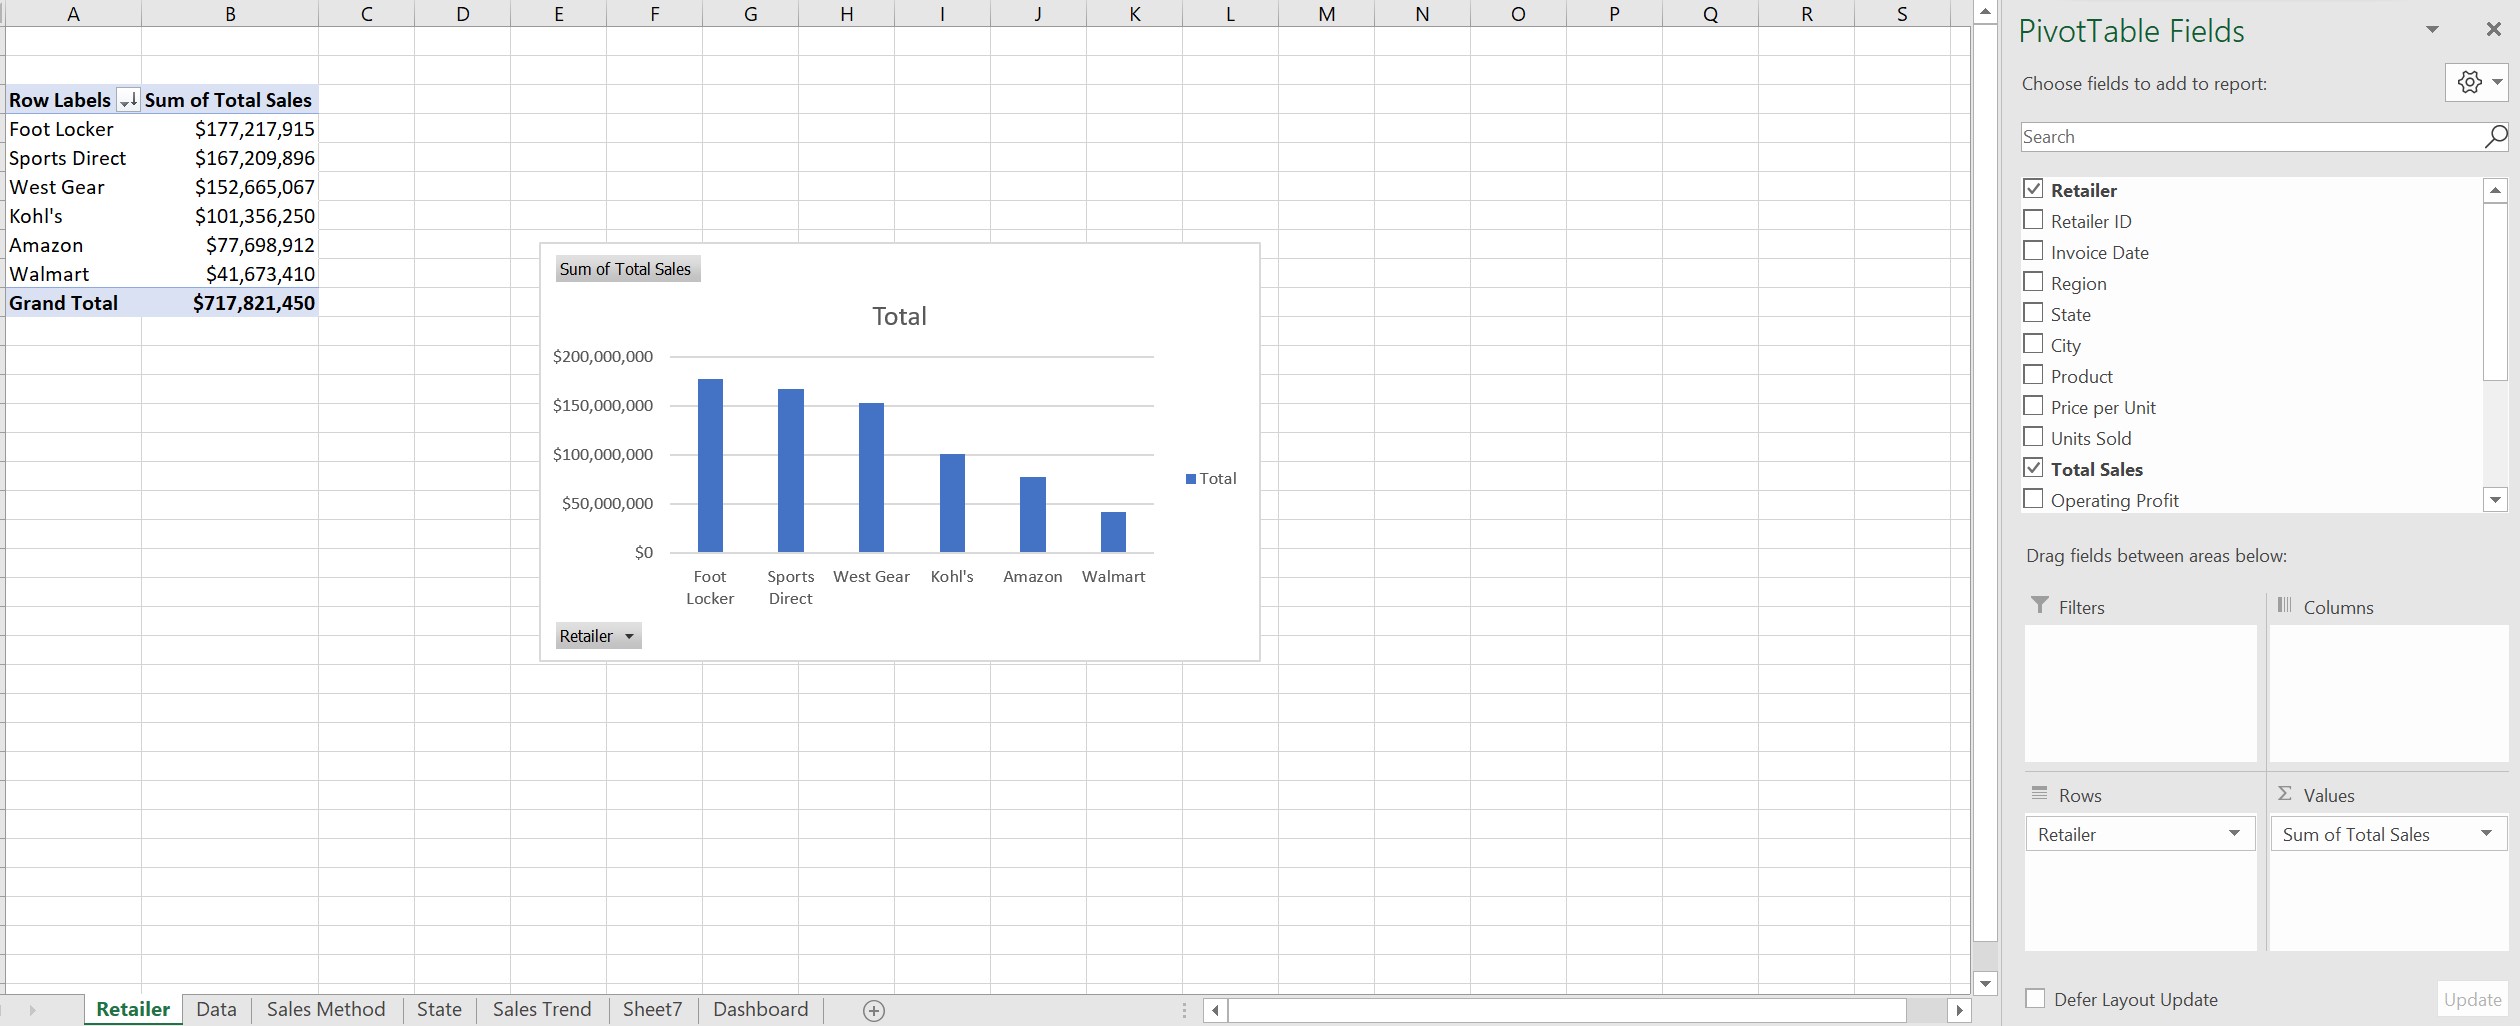 A B C D E F G H I J K L M N O P Q R S
Row Labels Sum of Total Sales
Foot Locker $177,217,915
Sports Direct $167,209,896
West Gear $152,665,067
Kohl's $101,356,250
Amazon $77,698,912
Walmart $41,673,410
Grand Total $717,821,450
Sum of Total Sales
Total
$200,000,000
$150,000,000
$100,000,000
$50,000,000
$0
Foot Locker
Sports Direct
West Gear
Kohl's
Amazon
Walmart
Total
Retailer
PivotTable Fields
Choose fields to add to report:
Search
Retailer
Retailer ID
Invoice Date
Region
State
City
Product
Price per Unit
Units Sold
Total Sales
Operating Profit
Drag fields between areas below:
Filters
Columns
Rows
Σ Values
Retailer
Sum of Total Sales
Defer Layout Update
Update
Retailer Data Sales Method State Sales Trend Sheet7 Dashboard